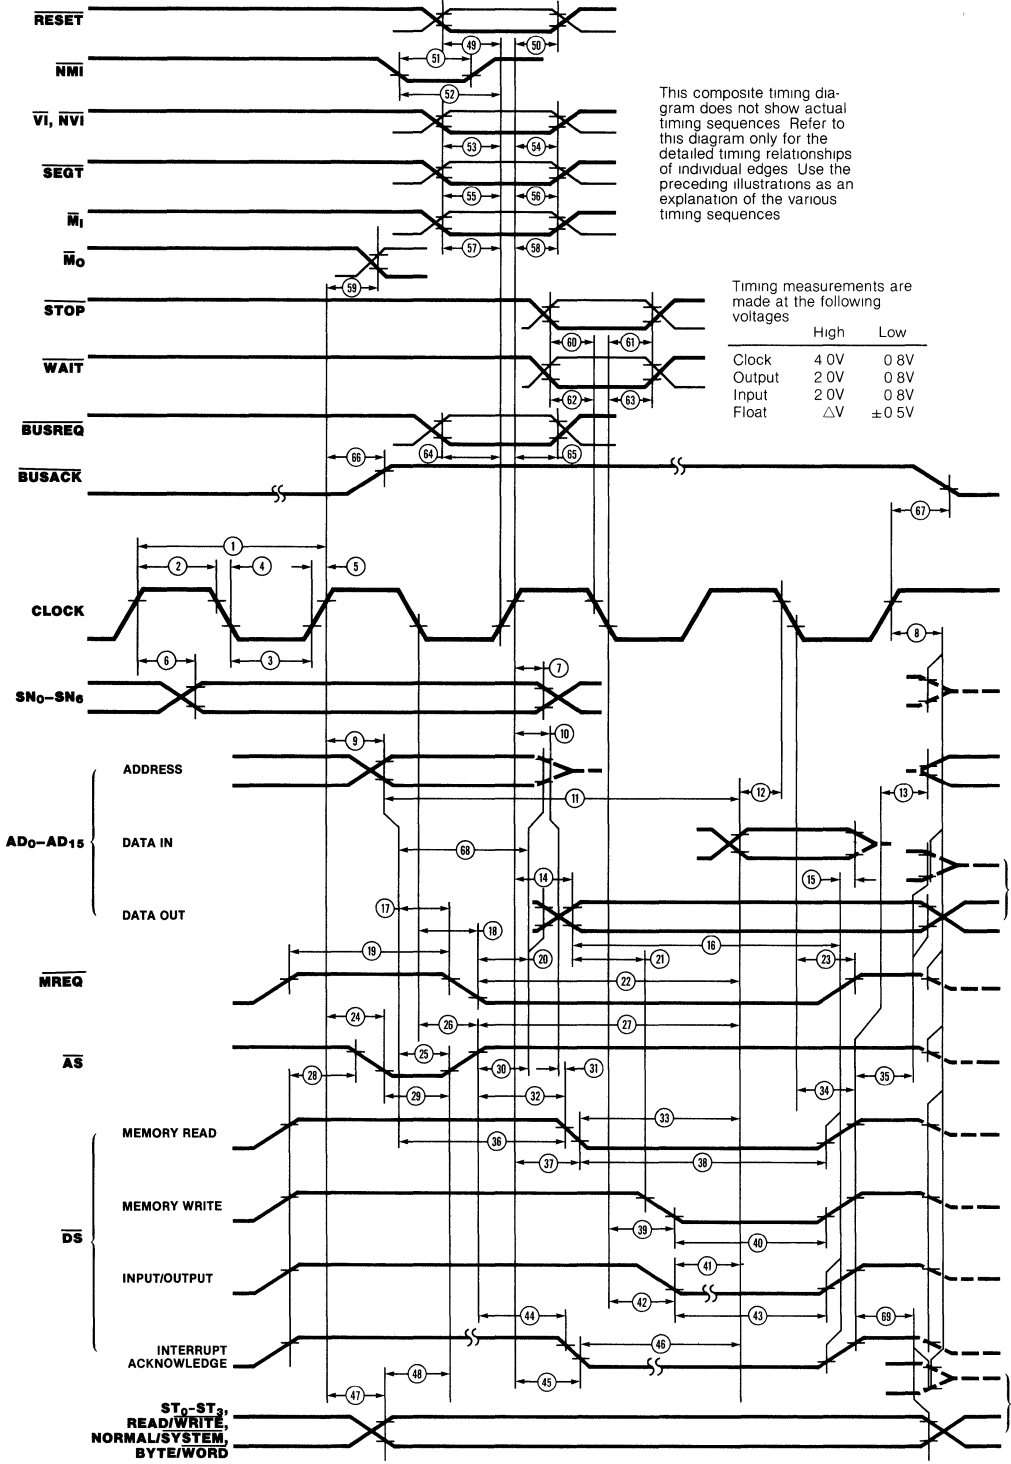 RESET
49
50
NMI
51
52
VI, NVI
53
54
SEGT
55
56
MI
57
58
MO
59
This composite timing dia-
gram does not show actual
timing sequences Refer to
this diagram only for the
detailed timing relationships
of individual edges Use the
preceding illustrations as an
explanation of the various
timing sequences
STOP
60
61
WAIT
62
63
Timing measurements are
made at the following
voltages
High Low
Clock 4 0V 0 8V
Output 2 0V 0 8V
Input 2 0V 0 8V
Float △V ±0 5V
BUSREQ
64
65
BUSACK
66
67
1
2
4
5
CLOCK
3
8
6
7
SN0–SN6
9
10
ADDRESS
11
12
13
AD0–AD15
DATA IN
68
14
15
17
DATA OUT
18
16
19
20
21
23
MREQ
22
24
26
27
AS
25
28
30
31
29
32
34
35
33
MEMORY READ
36
37
38
MEMORY WRITE
39
40
DS
41
INPUT/OUTPUT
42
43
44
69
INTERRUPT
ACKNOWLEDGE
46
48
45
47
ST0–ST3,
READ/WRITE,
NORMAL/SYSTEM,
BYTE/WORD